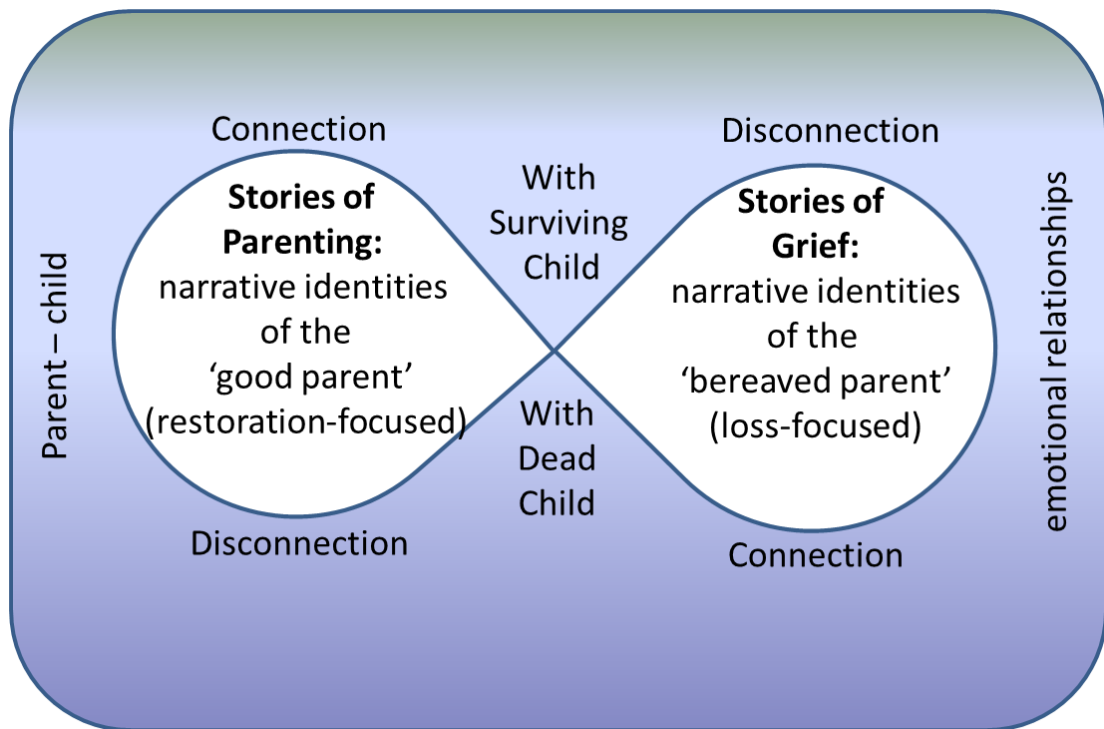 Parent – child
Connection
Stories of
Parenting:
narrative identities
of the
‘good parent’
(restoration-focused)
Disconnection
With
Surviving
Child
With
Dead
Child
Disconnection
Stories of
Grief:
narrative identities
of the
‘bereaved parent’
(loss-focused)
Connection
emotional relationships